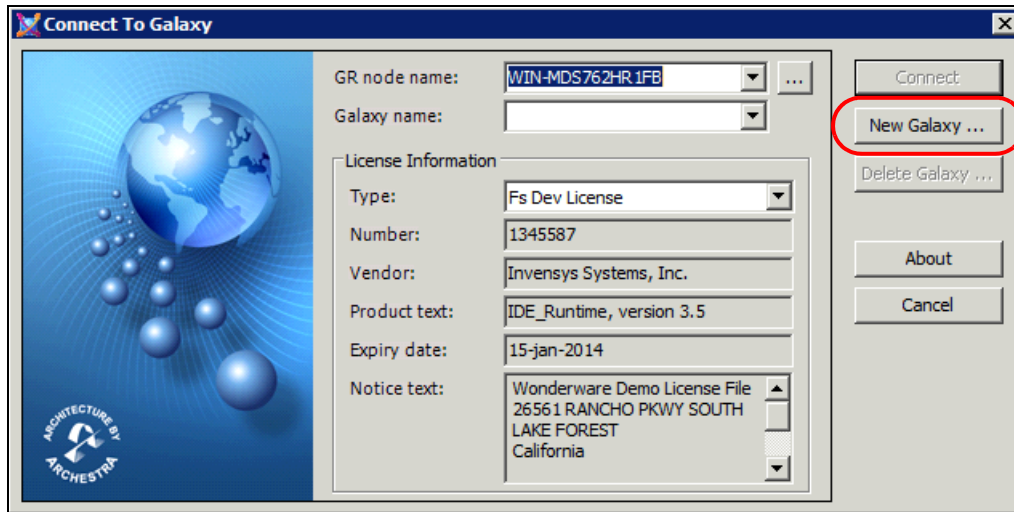 Connect To Galaxy
GR node name: WIN-MDS762HR1FB ... Connect
Galaxy name: New Galaxy ...
Delete Galaxy ...
License Information
Type: Fs Dev License
Number: 1345587
Vendor: Invensys Systems, Inc. About
Product text: IDE_Runtime, version 3.5 Cancel
Expiry date: 15-jan-2014
Notice text: Wonderware Demo License File
26561 RANCHO PKWY SOUTH
LAKE FOREST
California
ARCHITECTURE BY
ARCHESTRA